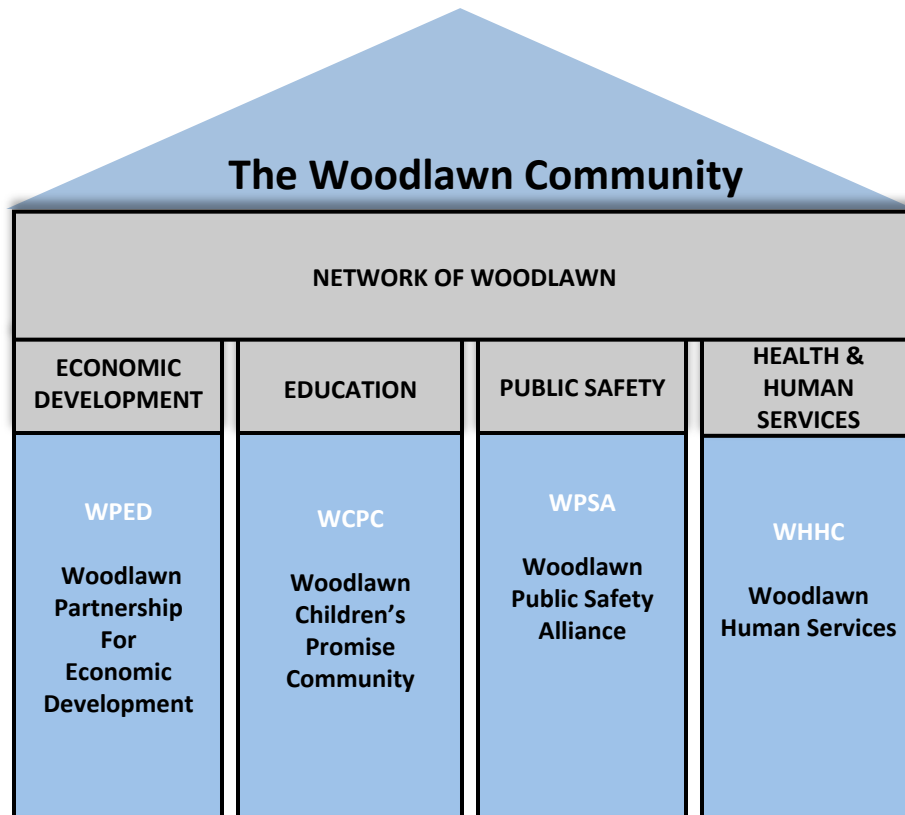 The Woodlawn Community
NETWORK OF WOODLAWN
ECONOMIC
DEVELOPMENT
EDUCATION
PUBLIC SAFETY
HEALTH &
HUMAN
SERVICES
WPED
Woodlawn
Partnership
For
Economic
Development
WCPC
Woodlawn
Children’s
Promise
Community
WPSA
Woodlawn
Public Safety
Alliance
WHHC
Woodlawn
Human Services